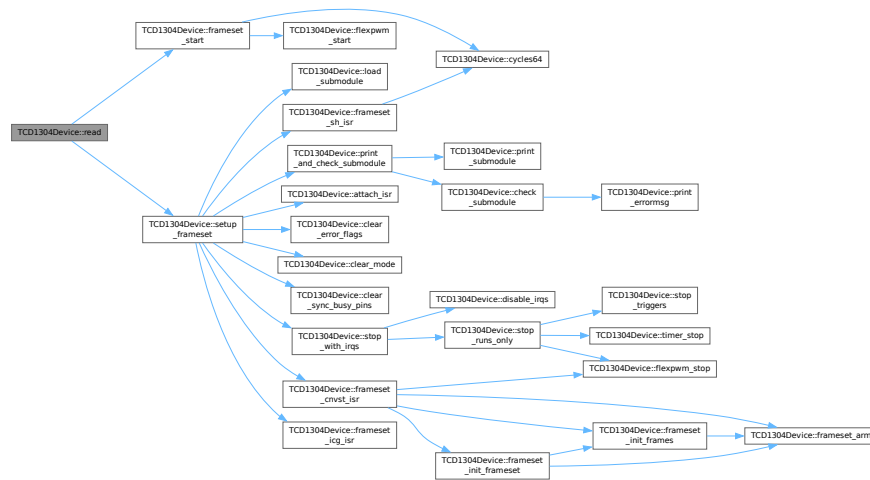 TCD1304Device::frameset
_start
TCD1304Device::flexpwm
_start
TCD1304Device::cycles64
TCD1304Device::load
_submodule
TCD1304Device::frameset
_sh_isr
TCD1304Device::read
TCD1304Device::print
_and_check_submodule
TCD1304Device::print
_submodule
TCD1304Device::attach_isr
TCD1304Device::check
_submodule
TCD1304Device::print
_errormsg
TCD1304Device::setup
_frameset
TCD1304Device::clear
_error_flags
TCD1304Device::clear_mode
TCD1304Device::clear
_sync_busy_pins
TCD1304Device::disable_irqs
TCD1304Device::stop
_triggers
TCD1304Device::stop
_with_irqs
TCD1304Device::stop
_runs_only
TCD1304Device::timer_stop
TCD1304Device::flexpwm_stop
TCD1304Device::frameset
_cnvst_isr
TCD1304Device::frameset
_icg_isr
TCD1304Device::frameset
_init_frames
TCD1304Device::frameset_arm
TCD1304Device::frameset
_init_frameset